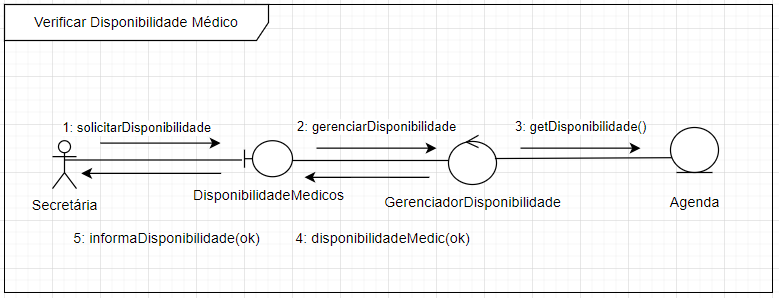 Verificar Disponibilidade Médico
1: solicitarDisponibilidade
2: gerenciarDisponibilidade
3: getDisponibilidade()
Secretária
DisponibilidadeMedicos
GerenciadorDisponibilidade
Agenda
5: informaDisponibilidade(ok)
4: disponibilidadeMedic(ok)